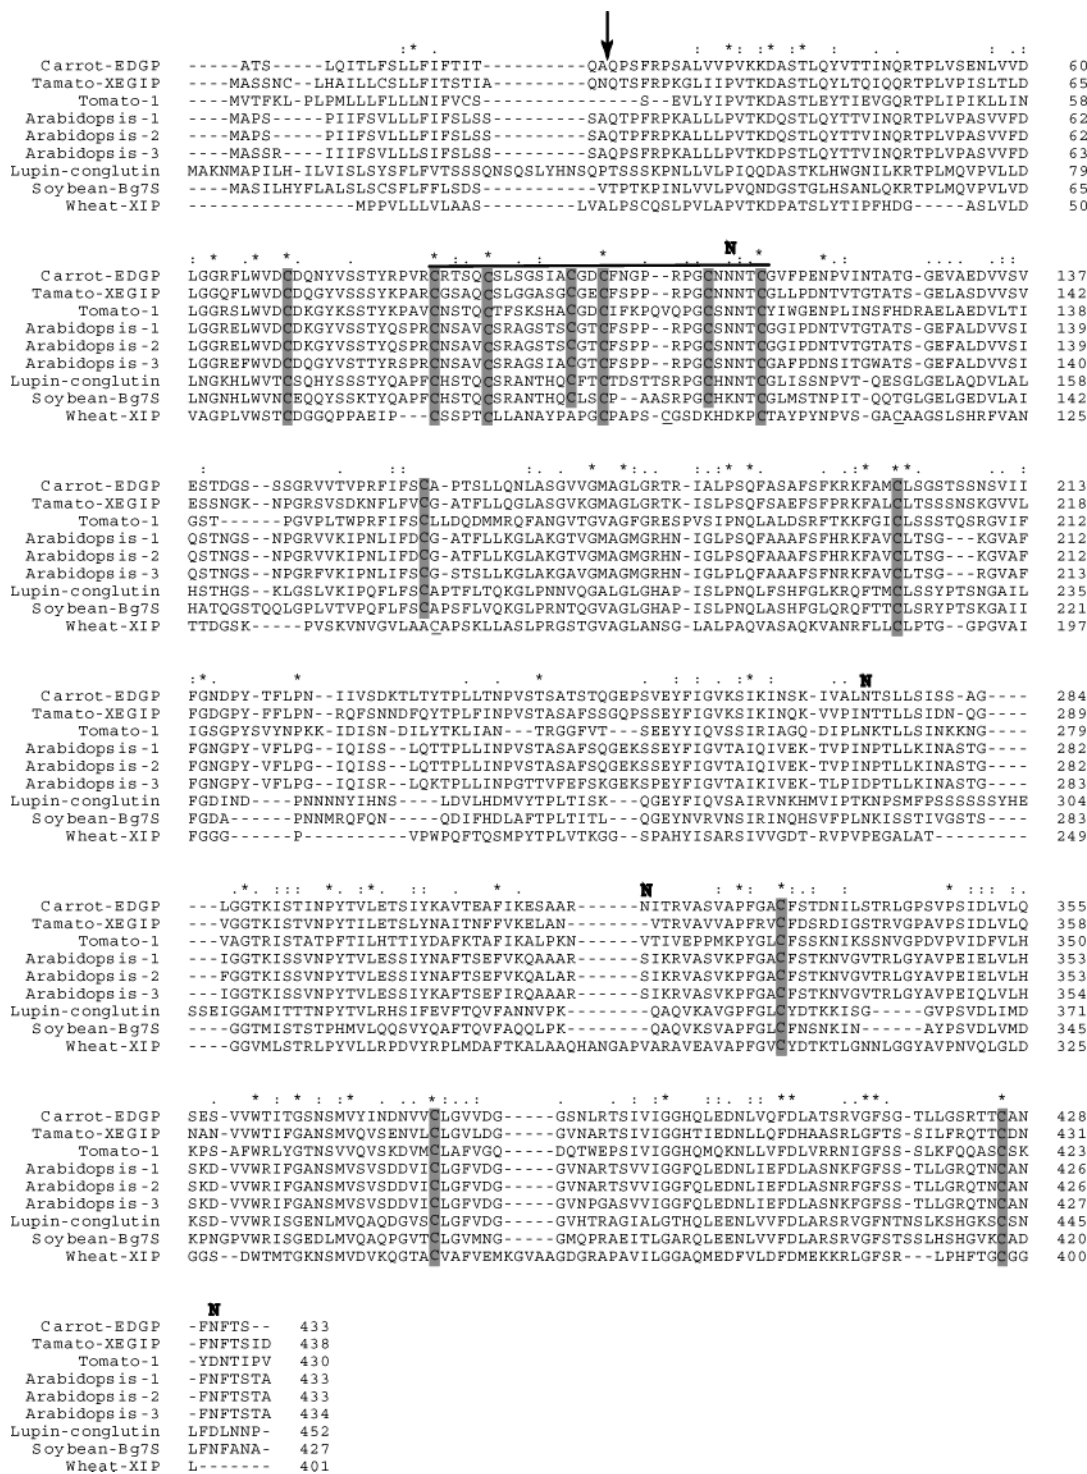 :* . * * ** : . .:
Carrot-EDGP -----ATS-----LQITLFSLLFIFTIT----------QAQPSFRPSALVVPVKKDASTLQYVTTINQRTPLVSENLVVD 60
Tamato-XEGIP -----MASSNC-LHAILLCSLLFITSTIA---------QNQTSFRPKGLIIPVTKDASTLQYLTQIQQRTPLVPISLTLD 65
Tomato-1 -----MVTFKL-PLPMLLLFLLLNIFVCS-------------S--EVLYIPVTKDASTLEYTIEVGQRTPLIPIKLLIN 58
Arabidopsis-1 -----MAPS----PIIFSVLLLFIFSLSS---------SAQTPFRPKALLLPVTKDQSTLQYTTVINQRTPLVPASVVFD 62
Arabidopsis-2 -----MAPS----PIIFSVLLLFIFSLSS---------SAQTPFRPKALLLPVTKDQSTLQYTTVINQRTPLVPASVVFD 62
Arabidopsis-3 -----MASSR---IIIFSVLLLSIFSLSS---------SAQPSFRPKALLLPVTKDPSTLQYTTVINQRTPLVPASVVFD 63
Lupin-conglutin MAKNMAPILH-ILVISLSYSFLFVTSSSQNSQSLYHNSQPTSSSKPNLLVLPIQQDASTKLHWGNILKRTPLMQVPVLLD 79
Soybean-Bg7S -----MASILHYFLALSLSCSFLFFLSDS---------VTPTKPINLVVLPVQNDGSTGLHSANLQKRTPLMQVPVLVD 65
Wheat-XIP --------------MPPVLLLVLAAS-------LVALPSCQSLPVLAPVTKDPATSLYTIPFHDG-----ASLVLD 50
* * . * * . . * * * N * *. . : .. :
Carrot-EDGP LGGRFLWVDCDQNYVSSTYRPVRCRTSQCSLSGSIACGDCFNGP--RPGCNNNTCGVFPENPVINTATG-GEVAEDVVSV 137
Tamato-XEGIP LGGQFLWVDCDQGYVSSTYKPARCGSAQCSLGGASGCGECFSPP--RPGCNNNTCGLLPDNTVTGTATS-GELASDVVSV 142
Tomato-1 LGSRSLWVDCDKGYKSSTYKPAVCNSTQCTFSKSHACGDCIFKPQVQPGCSNNTCYIWGENPLINSFHDRAELAEDVLTI 138
Arabidopsis-1 LGGRELWVDCDKGYVSSTYQSPRCNSAVCSRAGSTSCGTCFSPP--RPGCSNNTCGGIPDNTVTGTATS-GEFALDVVSI 139
Arabidopsis-2 LGGRELWVDCDKGYVSSTYQSPRCNSAVCSRAGSTSCGTCFSPP--RPGCSNNTCGGIPDNTVTGTATS-GEFALDVVSI 139
Arabidopsis-3 LGGREFWVDCDQGYVSTTYRSPRCNSAVCSRAGSIACGTCFSPP--RPGCSNNTCGAFPDNSITGWATS-GEFALDVVSI 140
Lupin-conglutin LNGKHLWVTCSQHYSSSTYQAPFCHSTQCSRANTHQCFTCTDSTTSRPGCHNNTCGLISSNPVT-QESGLGELAQDVLAL 158
Soybean-Bg7S LNGNHLWVNCEQQYSSKTYQAPFCHSTQCSRANTHQCLSCP--AASRPGCHKNTCGLMSTNPIT-QQTGLGELGEDVLAI 142
Wheat-XIP VAGPLVWSTCDGGQPPAEIP---CSSPTCLLANAYPAPGCPAPS-CGSDKHDKPCTAYPYNPVS-GACAAGSLSHRFVAN 125
: . :: . :. . * *. : . *. * . : . * ** : :
Carrot-EDGP ESTDGS--SSGRVVTVPRFIFSCA-PTSLLQNLASGVVGMAGLGRTR-IALPSQFASAFSFKRKFAMCLSGSTSSNSVII 213
Tamato-XEGIP ESSNGK--NPGRSVSDKNFLFVCG-ATFLLQGLASGVKGMAGLGRTK-ISLPSQFSAEFSFPRKFALCLSSSTNSKGVVL 218
Tomato-1 GST------PGVPLTWPRFIFSCLLDQDMMRQFANGVTGVAGFGRESPVSIPNQLALDSRFTKKFGICLSSSTQSRGVIF 212
Arabidopsis-1 QSTNGS--NPGRVVKIPNLIFDCG-ATFLLKGLAKGTVGMAGMGRHN-IGLPSQFAAAFSFHRKFAVCLTSG---KGVAF 212
Arabidopsis-2 QSTNGS--NPGRVVKIPNLIFDCG-ATFLLKGLAKGTVGMAGMGRHN-IGLPSQFAAAFSFHRKFAVCLTSG---KGVAF 212
Arabidopsis-3 QSTNGS--NPGRFVKIPNLIFSCG-STSLLKGLAKGAVGMAGMGRHN-IGLPLQFAAAFSFNRKFAVCLTSG---RGVAF 213
Lupin-conglutin HSTHGS--KLGSLVKIPQFLFSCAPTFLTQKGLPNNVQGALGLGHAP-ISLPNQLFSHFGLKRQFTMCLSSYPTSNGAIL 235
Soybean-Bg7S HATQGSTQQLGPLVTVPQFLFSCAPSFLVQKGLPRNTQGVAGLGHAP-ISLPNQLASHFGLQRQFTTCLSRYPTSKGAII 217
Wheat-XIP TTDGSK-----PVSKVNVGVLAACAPSKLLASLPRGSTGVAGLANSG-LALPAQVASAQKVANRFLLCLPTG--GPGVAI 197
:*. * . : :: . * : .: : * : .. N
Carrot-EDGP FGNDPY-TFLPN--IIVSDKTLTYTPLLTNPVSTSATSTQGEPSVEYFIGVKSIKINSK-IVALNTSLLSISS-AG---- 284
Tamato-XEGIP FGDGPY-FFLPN--RQFSNNDFQYTPLFINPVSTASAFSSGQPSSEYFIGVKSIKINQK-VVPINTTLLSIDN-QG---- 289
Tomato-1 IGSGPYSVYNPKK-IDISN-DILYTKLIAN---TRGGFVT---SEEYYIQVSSIRIAGQ-DIPLNKTLLSINKKNG---- 279
Arabidopsis-1 FGNGPY-VFLPG--IQISS--LQTTPLLINPVSTASAFSQGEKSSEYFIGVTAIQIVEK-TVPINPTLLKINASTG---- 282
Arabidopsis-2 FGNGPY-VFLPG--IQISS--LQTTPLLINPVSTASAFSQGEKSSEYFIGVTAIQIVEK-TVPINPTLLKINASTG---- 282
Arabidopsis-3 FGNGPY-VFLPG--IQISR--LQKTPLLINPGTTVFEFSKGEKSPEYFIGVTAIKIVEK-TLPIDPTLLKINASTG---- 283
Lupin-conglutin FGDIND----PNNNNYIHNS----LDVLHDMVYTPLTISK---QGEYFIQVSAIRVNKHMVIPTKNPSMFPSSSSSSYHE 304
Soybean-Bg7S FGDA------PNNMRQFQN----QDIFHDLAFTPLTITL---QGEYNVRVNSIRINQHSVFPLNKISSTIVGSTS---- 283
Wheat-XIP FGGG-----P--------VPWPQFTQSMPYTPLVTKGG--SPAHYISARSIVVGDT-RVPVPEGALAT------- 249
.:*. ::: *. : *. . : * . N . : *: *:.: : * : : :
Carrot-EDGP ---LGGTKISTINPYTVLETSIYKAVTEAFIKESAAR------NITRVASVAPFGACFSTDNILSTRLGPSVPSIDLVLQ 355
Tamato-XEGIP ---VGGTRISTVNPYTILETSLYNAITNFFVKELAN-------VTRVAVVAPFRVCFDSRDIGSTRVGPAVPSIDLVLQ 358
Tomato-1 ---VAGTRISTATPFTILHTTIYDAFKTAFIKALPKN------VTIVEPPMKPYGLCFSSKNIKSSNVGPDVPVIDFVLH 350
Arabidopsis-1 ---IGGTKISSVNPYTVLESSIYNAFTSEFVKQAAAR------SIKRVASVKPFGACFSTKNVGVTRLGYAVPEIELVLH 353
Arabidopsis-2 ---FGGTKISSVNPYTVLESSIYNAFTSEFVKQALAR------SIKRVASVKPFGACFSTKNVGVTRLGYAVPEIELVLH 353
Arabidopsis-3 ---IGGTKISSVNPYTVLESSIYKAFTSEFIRQAAAR------SIKRVASVKPFGACFSTKNVGVTRLGYAVPEIQLVLH 354
Lupin-conglutin SSEIGGAMITTTNPYTVLRHSIFEVFTQVFANNVPK-------QAQVKAVGPFGLCYDTKKISG-----GVPSVDLIMD 371
Soybean-Bg7S ----GGTMISTSTPHMVLQQSVYQAFTQVFAQQLPK-------QAQVKSVAPFGLCFNSNKIN------AYPSVDLVMD 345
Wheat-XIP ----GGVMLSTRLPYVLLRPDVYRPLMDAFTKALAAQHANGAPVARAVEAVAPFGVCYDTKTLGNNLGGYAVPNVQLGLD 325
* : * .** * . .*. . : * :: :.: ** : ** . : . *
Carrot-EDGP SES-VVWTITGSNSMVYINDNVVCLGVVDG-----GSNLRTSIVIGGHQLEDNLVQFDLATSRVGFSG-TLLGSRTTCAN 428
Tamato-XEGIP NAN-VVWTIFGANSMVQVSENVLCLGVLDG-----GVNARTSIVIGGHTIEDNLLQFDHAASRLGFTS-SILFRQTTCDN 431
Tomato-1 KPS-AFWRLYGTNSVVQVSKDVMCLAFVGQ-----DQTWEPSIVIGGHQMQKNLLVFDLVRRNIGFSS-SLKFQQASCSK 423
Arabidopsis-1 SKD-VVWRIFGANSMVSVSDDVICLGFVDG-----GVNARTSVVIGGFQLEDNLIEFDLASNKFGFSS-TLLGRQTNCAN 426
Arabidopsis-2 SKD-VVWRIFGANSMVSVSDDVICLGFVDG-----GVNARTSVVIGGFQLEDNLIEFDLASNKFGFSS-TLLGRQTNCAN 426
Arabidopsis-3 SKD-VVWRIFGANSMVSVSDDVICLGFVDG-----GVNPGASVVIGGFQLEDNLIEFDLASNKFGFSS-TLLGRQTNCAN 427
Lupin-conglutin KSD-VVWRISGENLMVQAQDGVSCLGFVDG-----GVHTRAGIALGTHQLEENLVVFDLARSRVGFNTNSLKSHGKSCSN 445
Soybean-Bg7S KPNGPVWRISGEDLMVQAQPGVTCLGVMNG-----GMQPRAEITLGARQLEENLVVFDLARSRVGFSTSSLHSHGVKCAD 420
Wheat-XIP GGS-DWTMTGKNSMVDVKQGTACVAFVEMKGVAAGDGRAPAVILGGAQMEDFVLDFDMEKKRLGFSR---LPHFTGCGG 400
N
Carrot-EDGP -FNFTS-- 433
Tamato-XEGIP -FNFTSID 438
Tomato-1 -YDNTIPV 430
Arabidopsis-1 -FNFTSTA 433
Arabidopsis-2 -FNFTSTA 433
Arabidopsis-3 -FNFTSTA 434
Lupin-conglutin LFDLNNP- 452
Soybean-Bg7S LFNFANA- 427
Wheat-XIP L------- 401